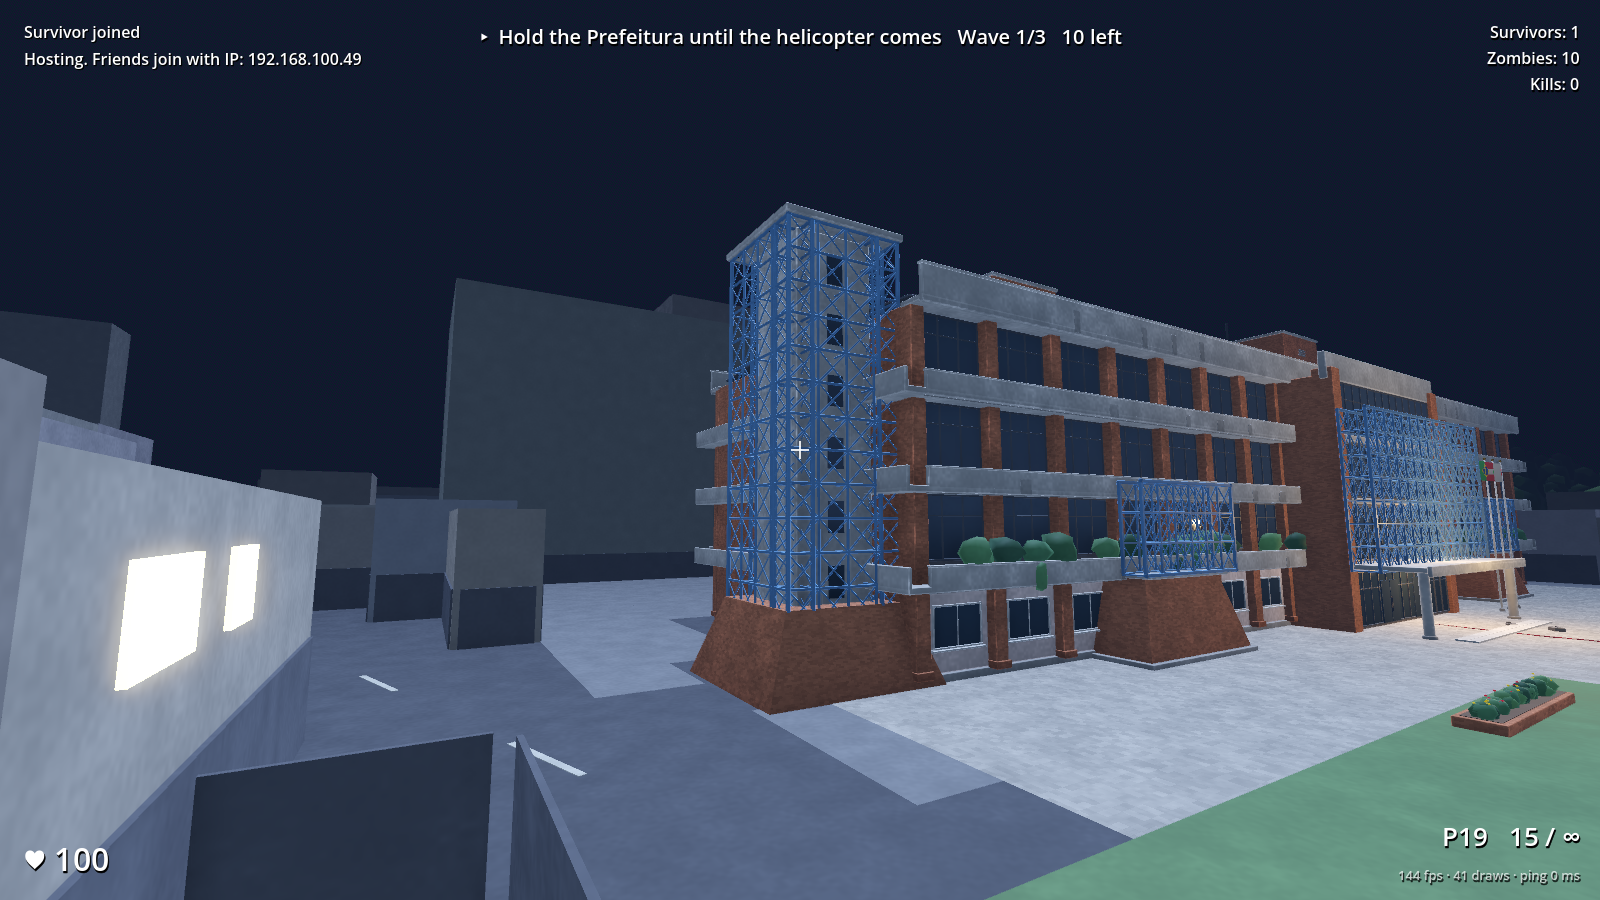 Survivor joined
Hosting. Friends join with IP: 192.168.100.49
‣ Hold the Prefeitura until the helicopter comes Wave 1/3 10 left
Survivors: 1
Zombies: 10
Kills: 0
♥ 100
P19 15 / ∞
144 fps · 41 draws · ping 0 ms